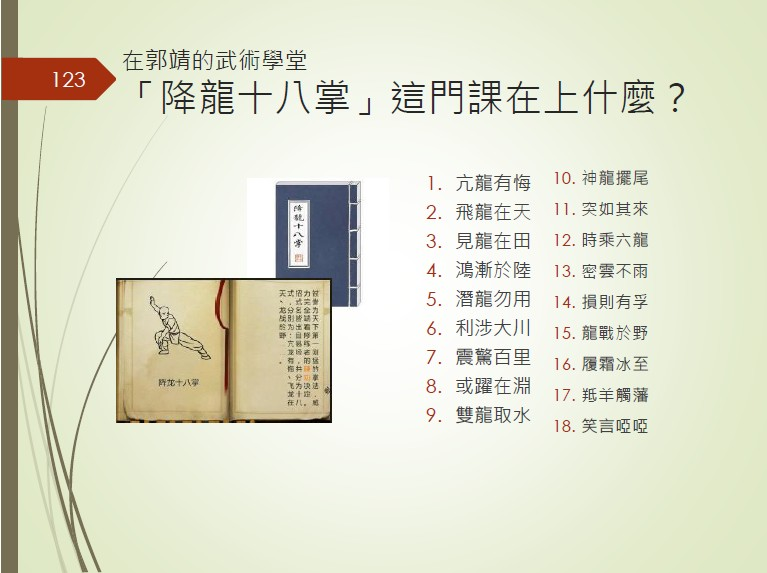 123
在郭靖的武術學堂
「降龍十八掌」這門課在上什麼？
降龍十八掌
降龙十八掌
1. 亢龍有悔
2. 飛龍在天
3. 見龍在田
4. 鴻漸於陸
5. 潛龍勿用
6. 利涉大川
7. 震驚百里
8. 或躍在淵
9. 雙龍取水
10. 神龍擺尾
11. 突如其來
12. 時乘六龍
13. 密雲不雨
14. 損則有孚
15. 龍戰於野
16. 履霜冰至
17. 羝羊觸藩
18. 笑言啞啞